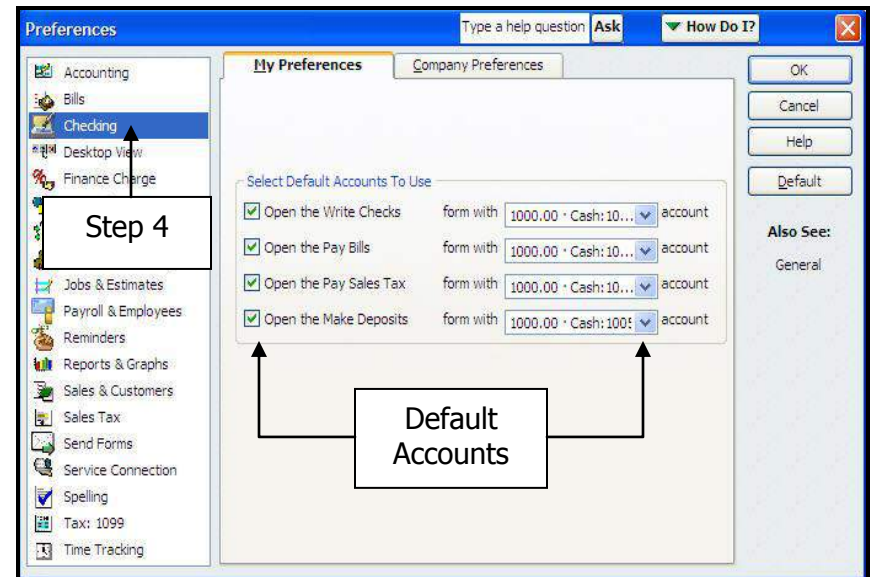 Preferences
Type a help question Ask
How Do I?
Accounting
Bills
Checking
Desktop View
Finance Charge
Step 4
Jobs & Estimates
Payroll & Employees
Reminders
Reports & Graphs
Sales & Customers
Sales Tax
Send Forms
Service Connection
Spelling
Tax: 1099
Time Tracking
My Preferences
Company Preferences
Select Default Accounts To Use
Open the Write Checks form with 1000.00 · Cash:10... account
Open the Pay Bills form with 1000.00 · Cash:10... account
Open the Pay Sales Tax form with 1000.00 · Cash:10... account
Open the Make Deposits form with 1000.00 · Cash:100 account
Default
Accounts
OK
Cancel
Help
Default
Also See:
General